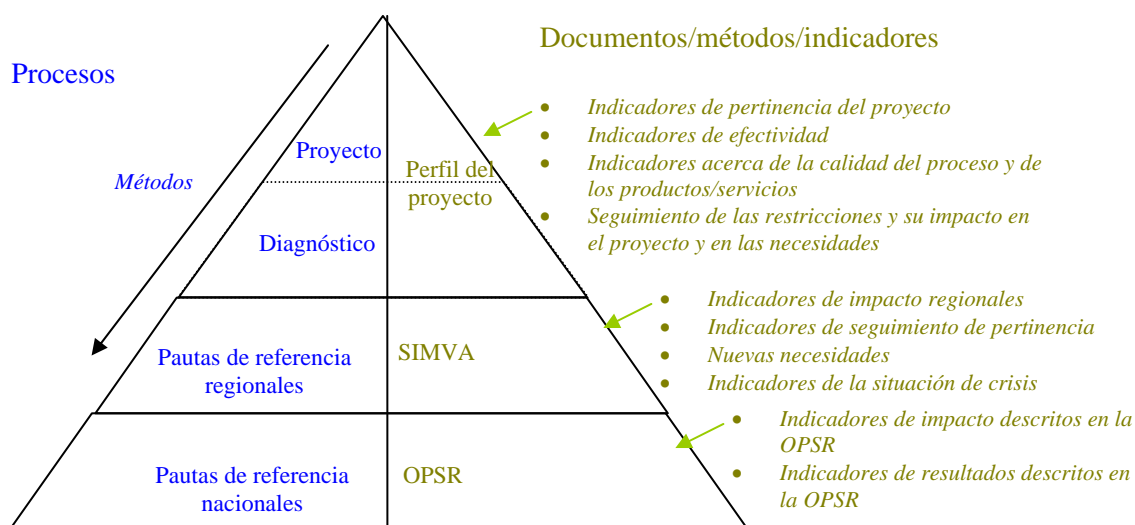 Documentos/métodos/indicadores
Procesos
Métodos
Proyecto
Perfil del
proyecto
Diagnóstico
• Indicadores de pertinencia del proyecto
• Indicadores de efectividad
• Indicadores acerca de la calidad del proceso y de
los productos/servicios
• Seguimiento de las restricciones y su impacto en
el proyecto y en las necesidades
Pautas de referencia
regionales
SIMVA
• Indicadores de impacto regionales
• Indicadores de seguimiento de pertinencia
• Nuevas necesidades
• Indicadores de la situación de crisis
Pautas de referencia
nacionales
OPSR
• Indicadores de impacto descritos en la
OPSR
• Indicadores de resultados descritos en
la OPSR